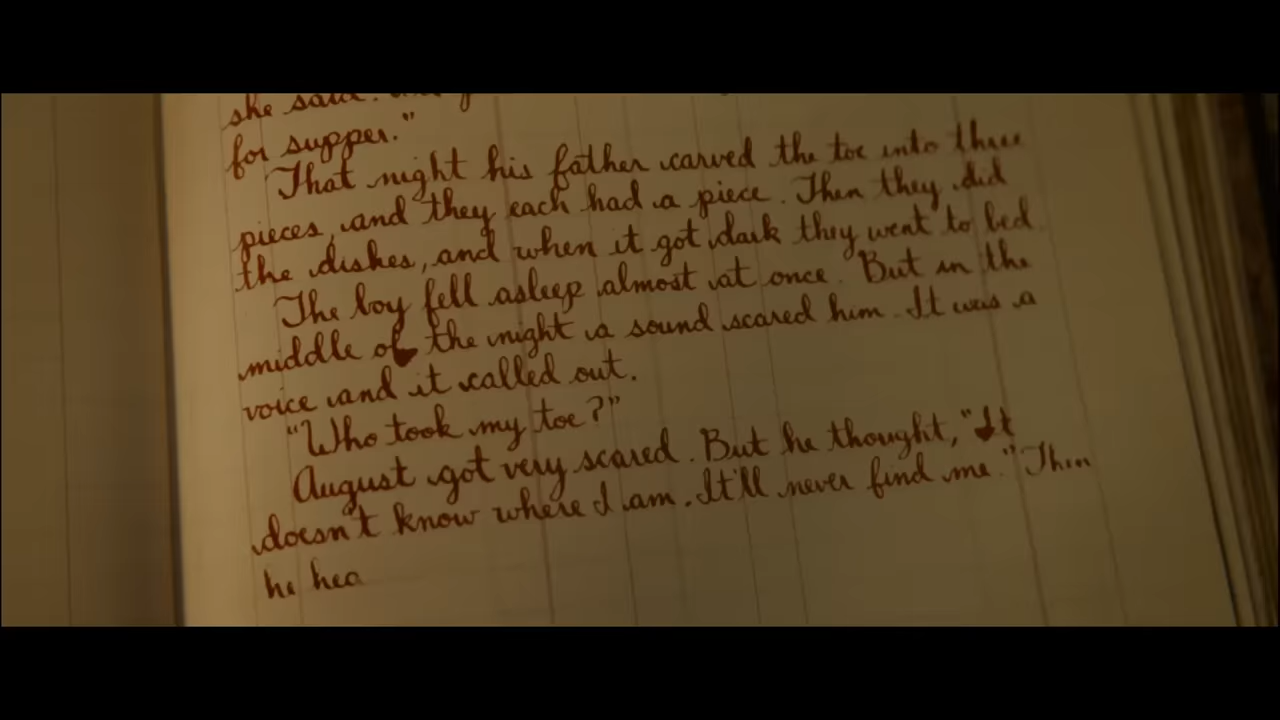 she said.
for supper."
That night his father carved the toe into three
pieces, and they each had a piece. Then they did
the dishes, and when it got dark they went to bed
The boy fell asleep almost at once. But in the
middle of the night a sound scared him. It was a
voice and it called out.
"Who took my toe?"
August got very scared. But he thought, "It
doesn't know where I am. It'll never find me." Then
he hea